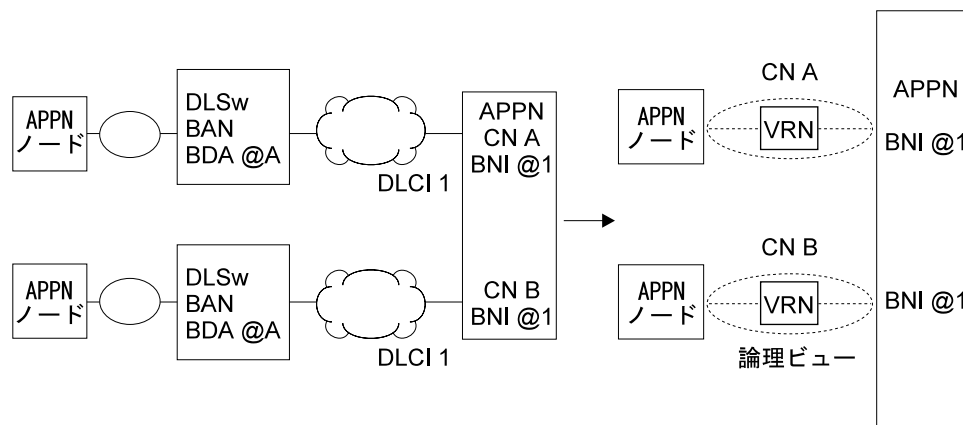 APPN
ノード
DLSw
BAN
BDA @A
DLCI 1
APPN
CN A
BNI @1
APPN
ノード
DLSw
BAN
BDA @A
DLCI 1
CN B
BNI @1
CN A
APPN
ノード
VRN
APPN
BNI @1
CN B
APPN
ノード
VRN
BNI @1
論理ビュー